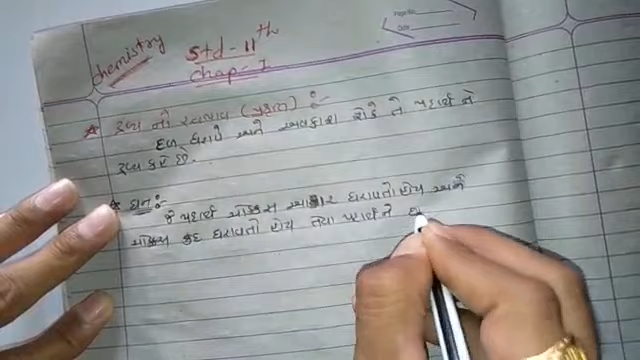 chemistry
Std - 11th
Chap - 1
દ્રવ્ય નો સ્વભાવ (પ્રકૃતિ) :-
દળ ધરાવે અને અવકાશ રોકે તે પદાર્થ ને
દ્રવ્ય કહે છે.
* ઘન :-
જે પદાર્થ ચોક્કસ આકાર ધરાવતો હોય અને
ચોક્કસ કદ ધરાવતો હોય તેવા પદાર્થ ને